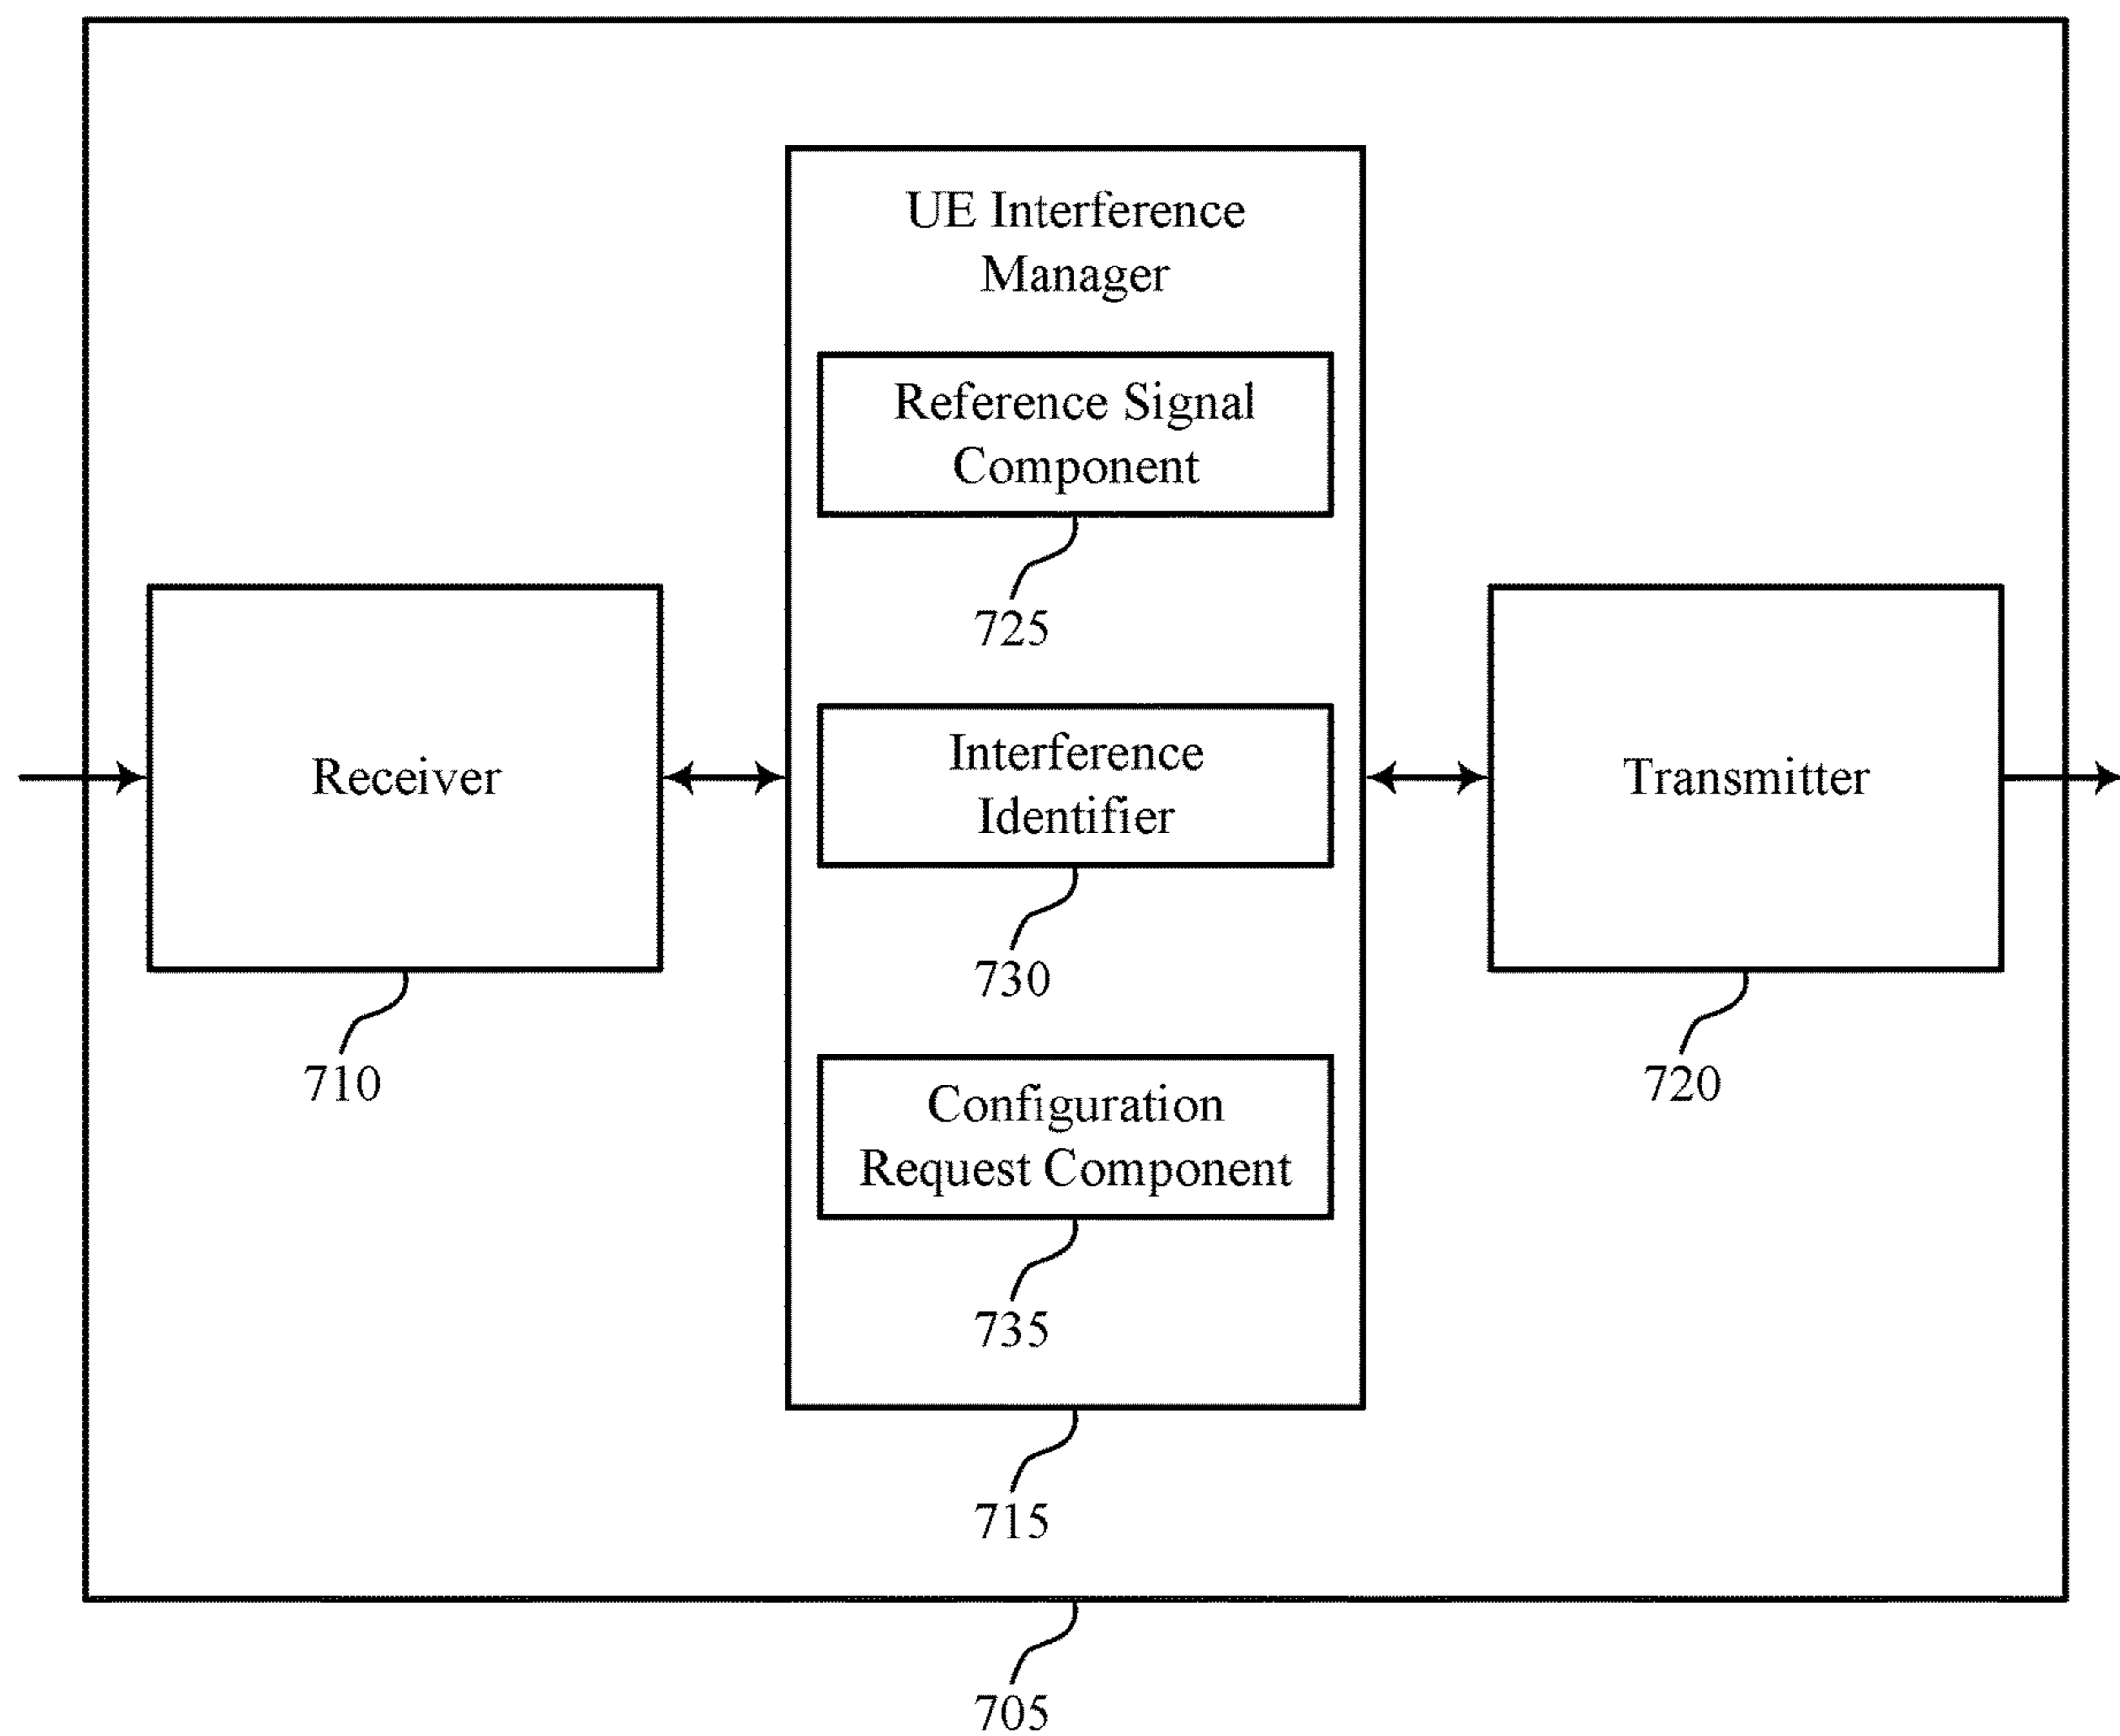 UE Interference
Manager
Reference Signal
Component
725
Receiver
710
Interference
Identifier
730
Transmitter
720
Configuration
Request Component
735
715
705